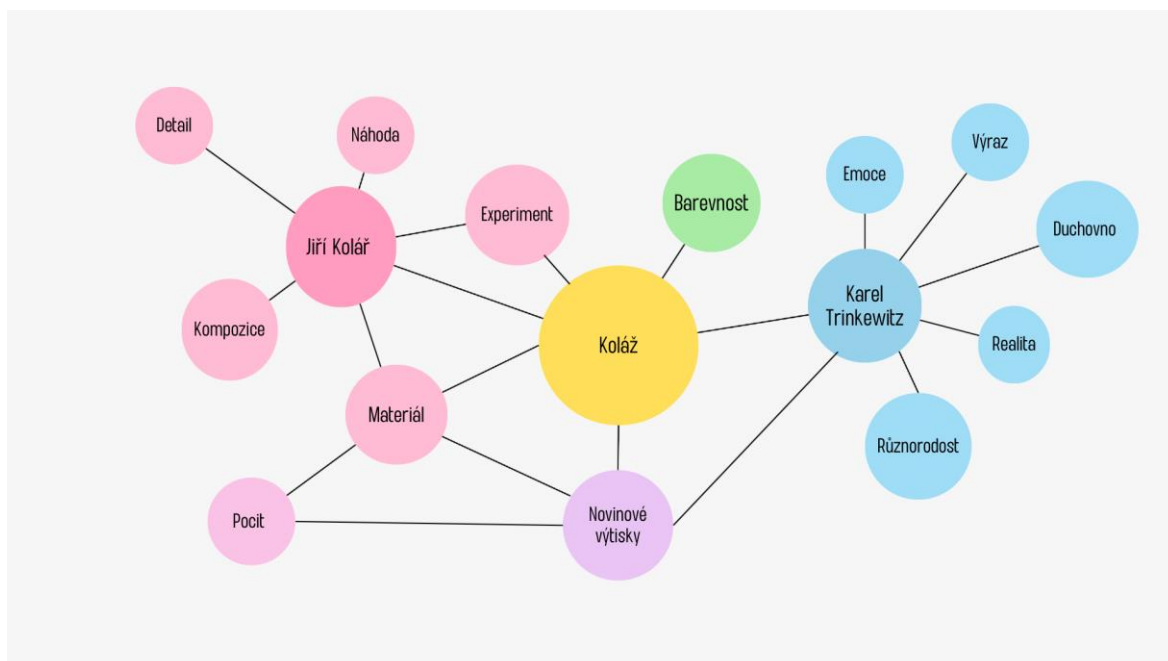 Detail
Náhoda
Výraz
Emoce
Experiment
Barevnost
Duchovno
Jiří Kolář
Karel
Trinkewitz
Kompozice
Koláž
Realita
Materiál
Různorodost
Pocit
Novinové
výtisky